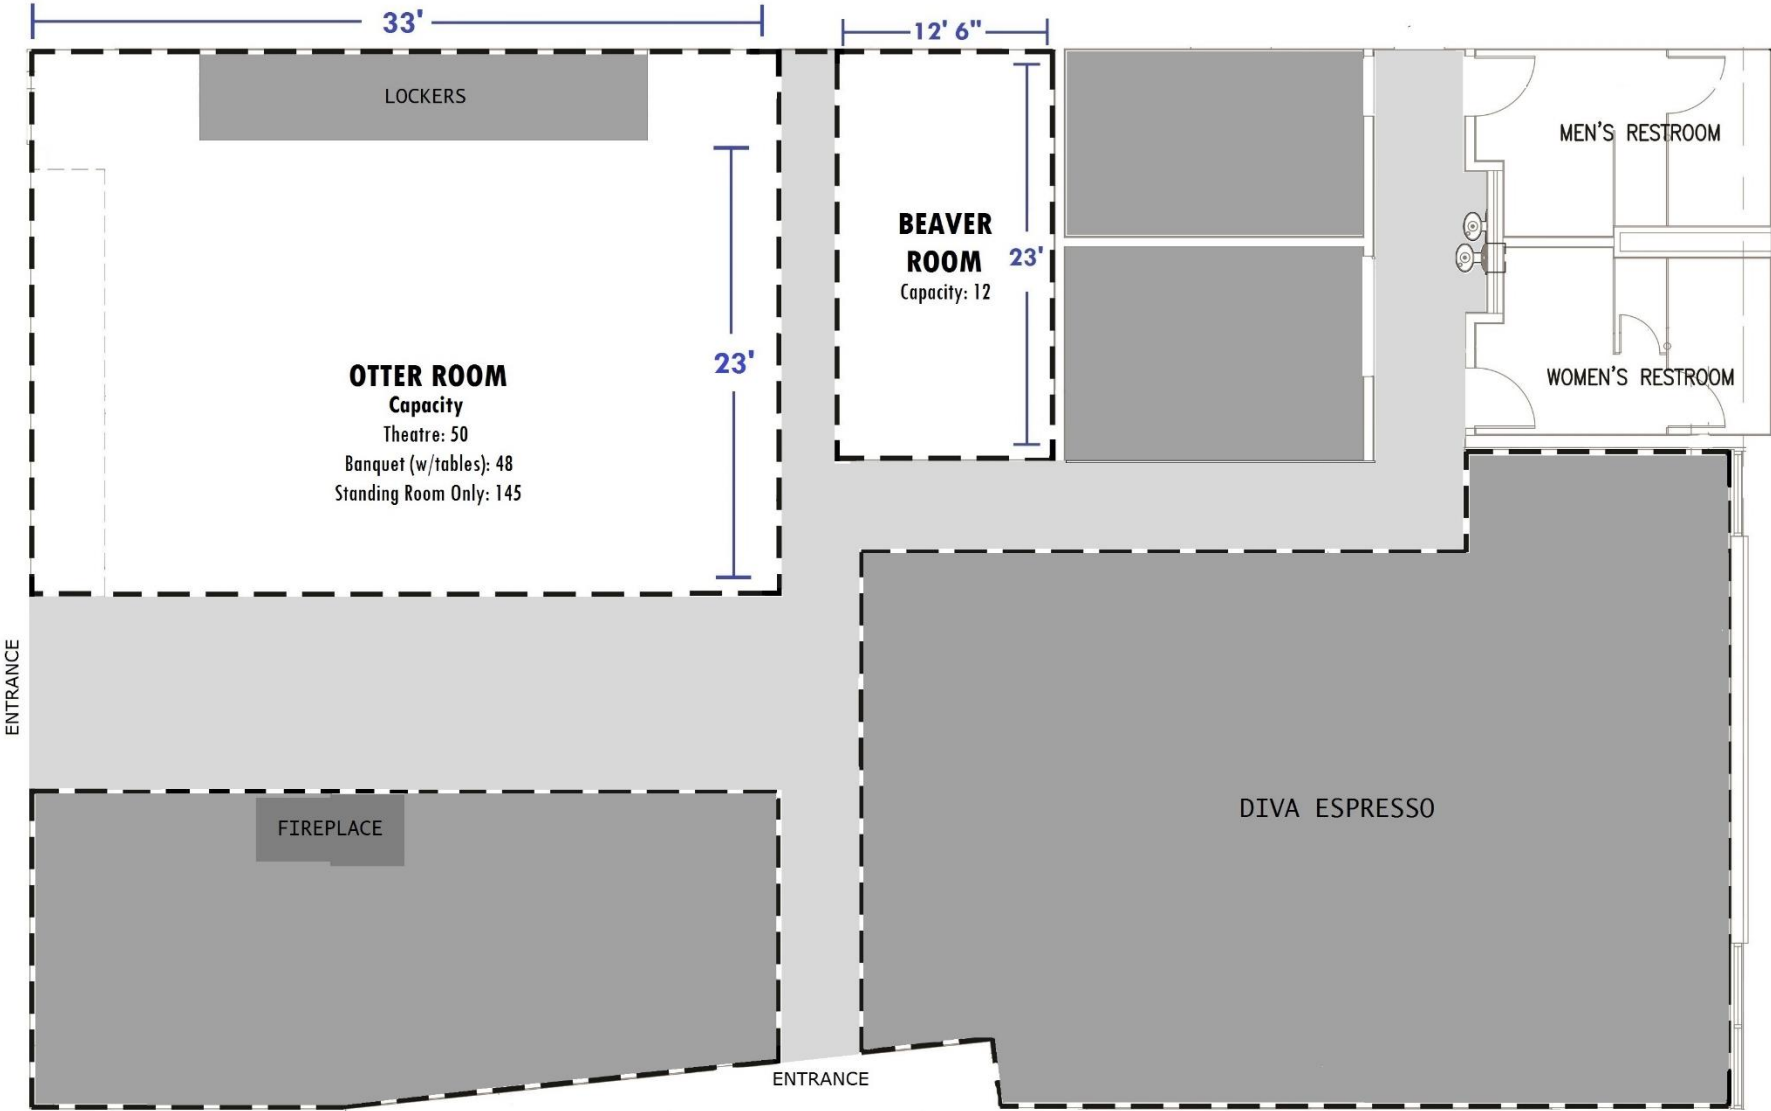 33'
12' 6"
LOCKERS
MEN'S RESTROOM
BEAVER
ROOM
23'
Capacity: 12
23'
OTTER ROOM
Capacity
Theatre: 50
Banquet (w/tables): 48
Standing Room Only: 145
WOMEN'S RESTROOM
ENTRANCE
FIREPLACE
DIVA ESPRESSO
ENTRANCE